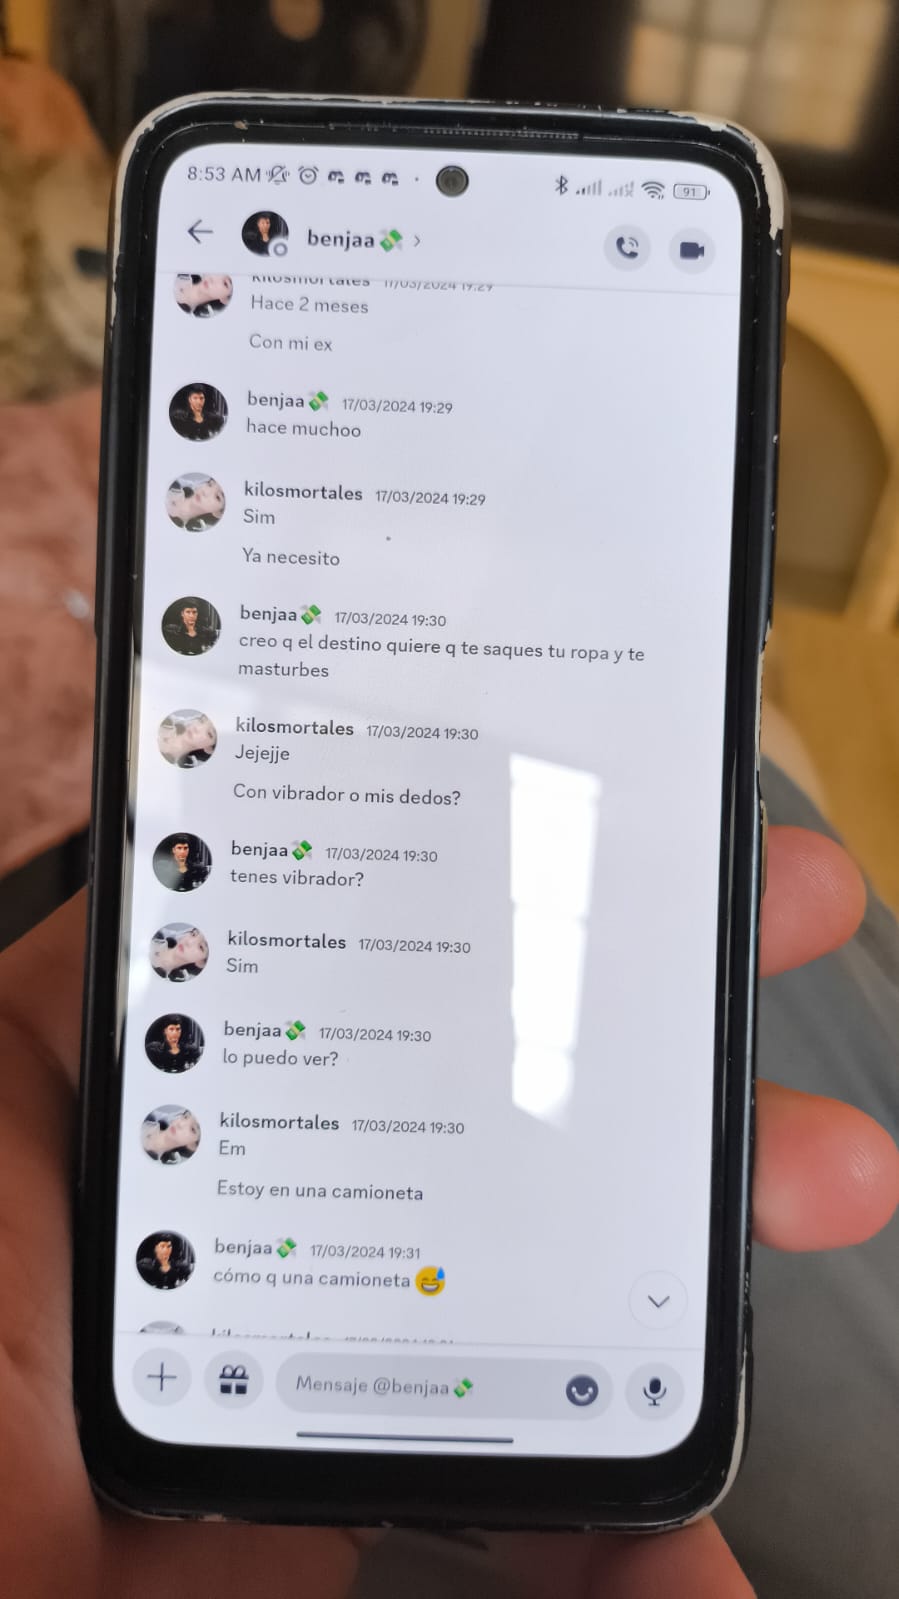 8:53 AM
91
benjaa
kilosmortales 17/03/2024 19:29
Hace 2 meses
Con mi ex
benjaa 17/03/2024 19:29
hace muchoo
kilosmortales 17/03/2024 19:29
Sim
Ya necesito
benjaa 17/03/2024 19:30
creo q el destino quiere q te saques tu ropa y te
masturbes
kilosmortales 17/03/2024 19:30
Jejejje
Con vibrador o mis dedos?
benjaa 17/03/2024 19:30
tenes vibrador?
kilosmortales 17/03/2024 19:30
Sim
benjaa 17/03/2024 19:30
lo puedo ver?
kilosmortales 17/03/2024 19:30
Em
Estoy en una camioneta
benjaa 17/03/2024 19:31
cómo q una camioneta 😅
Mensaje @benjaa